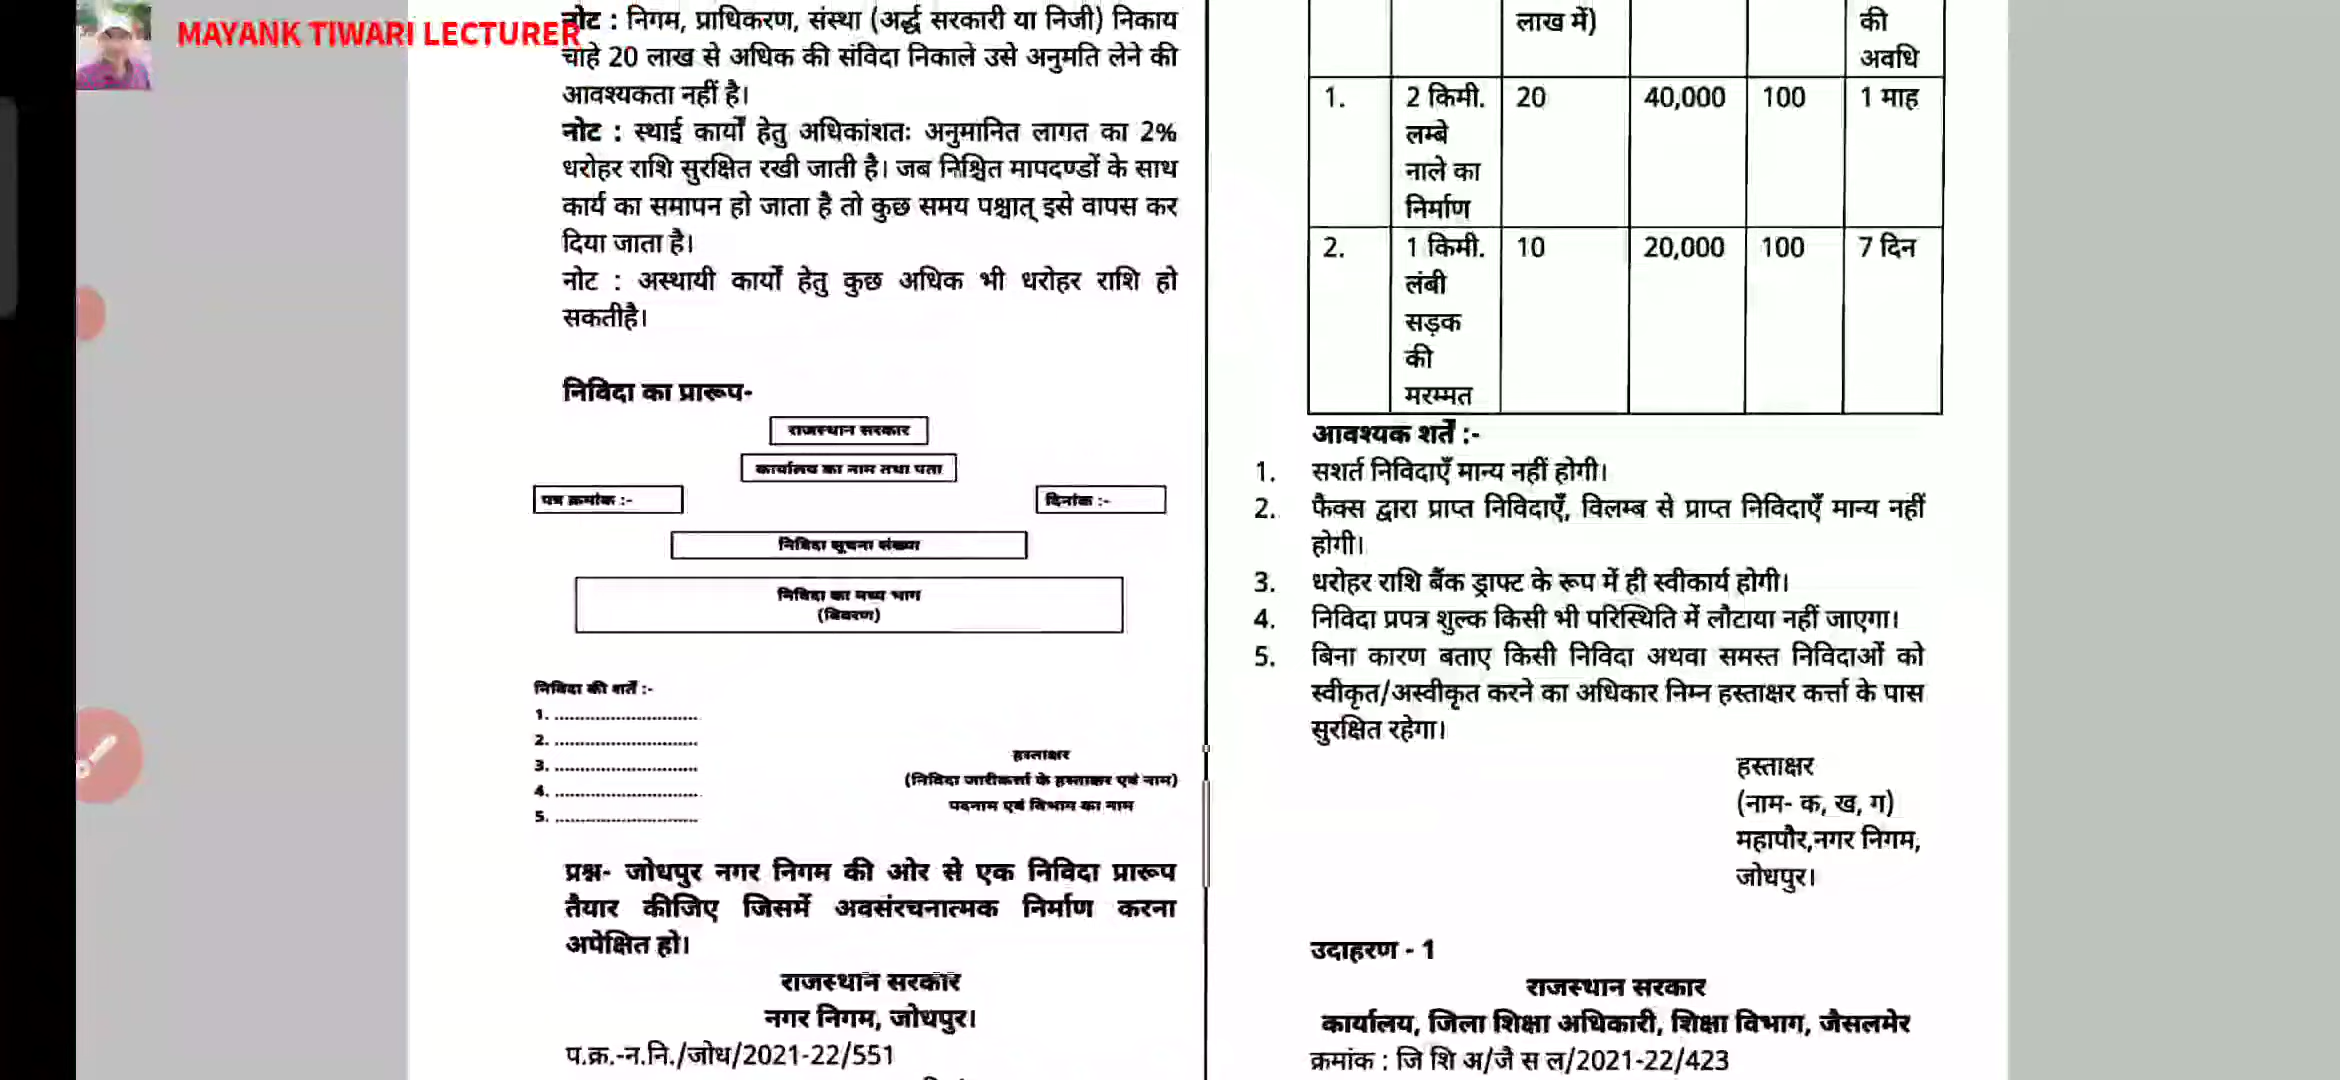 MAYANK TIWARI LECTURER
नोट : निगम, प्राधिकरण, संस्था (अर्द्ध सरकारी या निजी) निकाय
चाहे 20 लाख से अधिक की संविदा निकाले उसे अनुमति लेने की
आवश्यकता नहीं है।
नोट : स्थाई कार्यों हेतु अधिकांशतः अनुमानित लागत का 2%
धरोहर राशि सुरक्षित रखी जाती है। जब निश्चित मापदण्डों के साथ
कार्य का समापन हो जाता है तो कुछ समय पश्चात् इसे वापस कर
दिया जाता है।
नोट : अस्थायी कार्यों हेतु कुछ अधिक भी धरोहर राशि हो
सकतीहै।
निविदा का प्रारूप-
राजस्थान सरकार
कार्यालय का नाम तथा पता
पत्र क्रमांक :-
दिनांक :-
निविदा सूचना संख्या
निविदा का मध्य भाग
(विवरण)
निविदा की शर्तें :-
1. ............................
2. ............................
3. ............................
4. ............................
5. ............................
हस्ताक्षर
(निविदा जारीकर्त्ता के हस्ताक्षर एवं नाम)
पदनाम एवं विभाग का नाम
प्रश्न- जोधपुर नगर निगम की ओर से एक निविदा प्रारूप
तैयार कीजिए जिसमें अवसंरचनात्मक निर्माण करना
अपेक्षित हो।
राजस्थान सरकार
नगर निगम, जोधपुर।
प.क्र.-न.नि./जोध/2021-22/551
लाख में) की
अवधि
1. 2 किमी. 20 40,000 100 1 माह
लम्बे
नाले का
निर्माण
2. 1 किमी. 10 20,000 100 7 दिन
लंबी
सड़क
की
मरम्मत
आवश्यक शर्तें :-
1. सशर्त निविदाएँ मान्य नहीं होगी।
2. फैक्स द्वारा प्राप्त निविदाएँ, विलम्ब से प्राप्त निविदाएँ मान्य नहीं
होगी।
3. धरोहर राशि बैंक ड्राफ्ट के रूप में ही स्वीकार्य होगी।
4. निविदा प्रपत्र शुल्क किसी भी परिस्थिति में लौटाया नहीं जाएगा।
5. बिना कारण बताए किसी निविदा अथवा समस्त निविदाओं को
स्वीकृत/अस्वीकृत करने का अधिकार निम्न हस्ताक्षर कर्त्ता के पास
सुरक्षित रहेगा।
हस्ताक्षर
(नाम- क, ख, ग)
महापौर,नगर निगम,
जोधपुर।
उदाहरण - 1
राजस्थान सरकार
कार्यालय, जिला शिक्षा अधिकारी, शिक्षा विभाग, जैसलमेर
क्रमांक : जि शि अ/जै स ल/2021-22/423